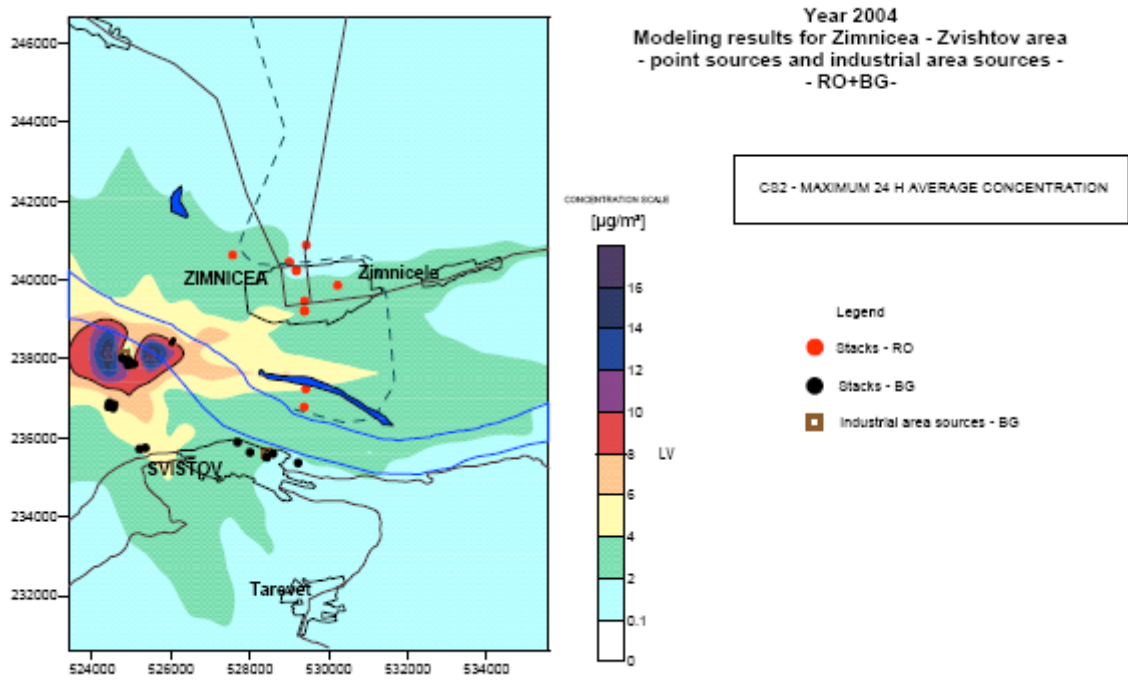 Year 2004
Modeling results for Zimnicea - Zvishtov area
- point sources and industrial area sources -
- RO+BG-
CS2 - MAXIMUM 24 H AVERAGE CONCENTRATION
CONCENTRATION SCALE
[µg/m³]
16
14
12
10
8 LV
6
4
2
0.1
0
Legend
Stacks - RO
Stacks - BG
Industrial area sources - BG
246000
244000
242000
240000
238000
236000
234000
232000
ZIMNICEA
Zimnicele
SVISTOV
Tarevet
524000 526000 528000 530000 532000 534000